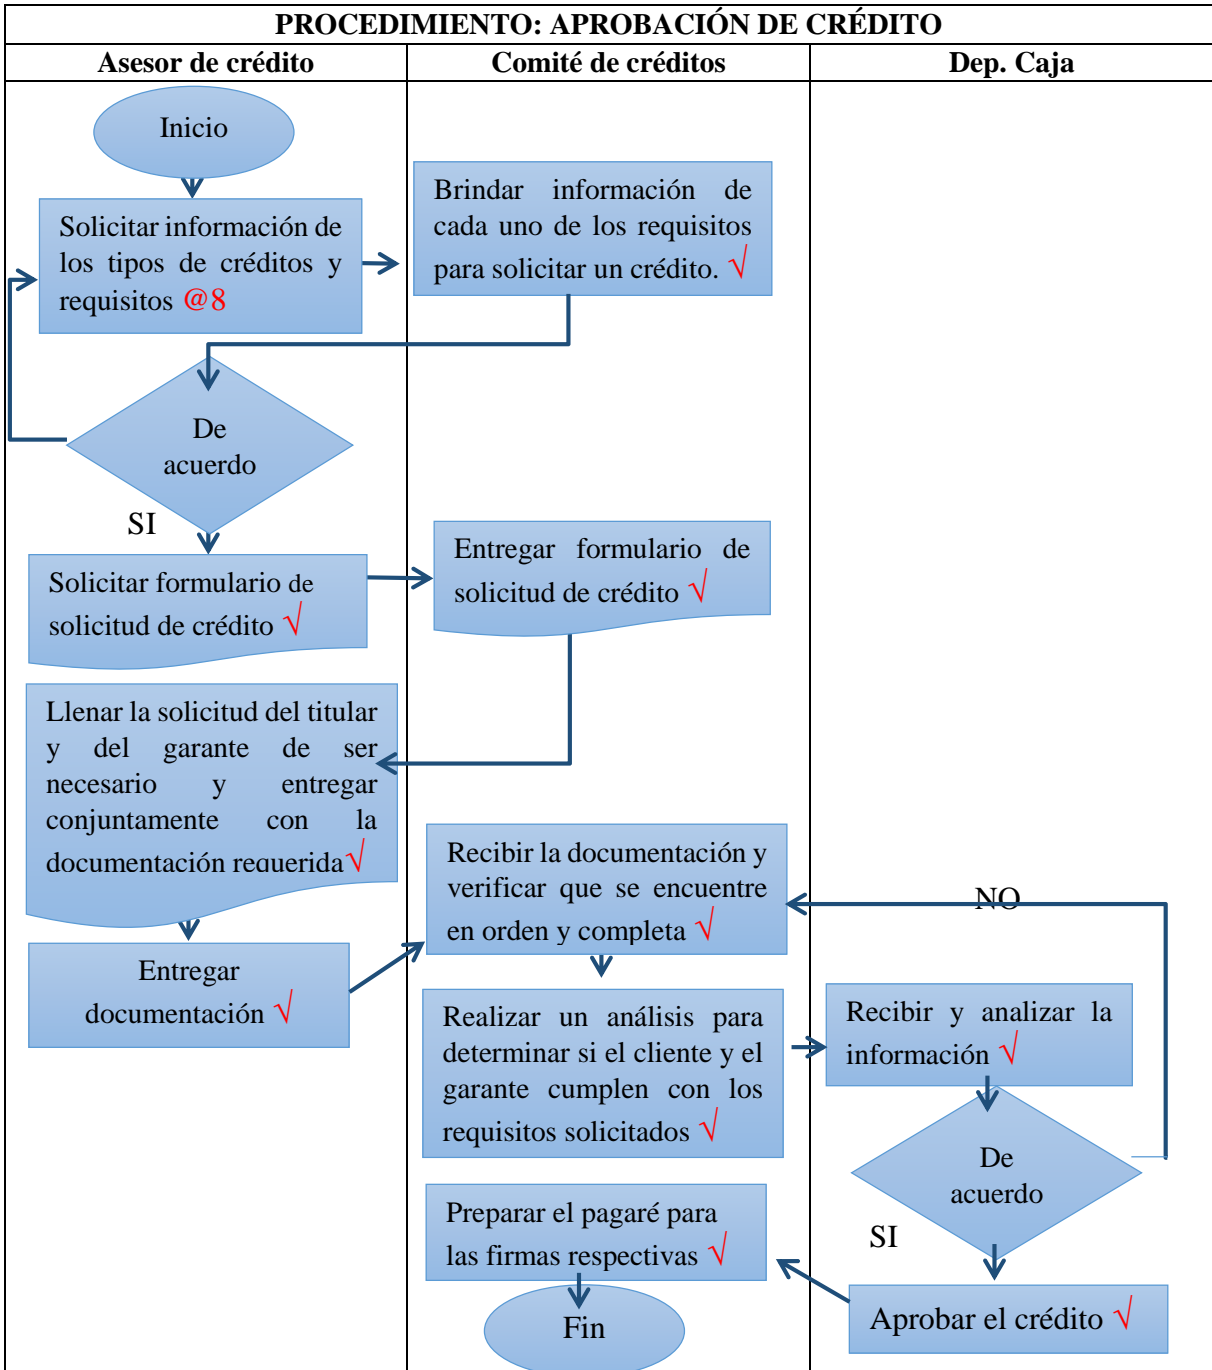 PROCEDIMIENTO: APROBACIÓN DE CRÉDITO
Asesor de crédito
Comité de créditos
Dep. Caja
Inicio
Solicitar información de
los tipos de créditos y
requisitos @8
Brindar información de
cada uno de los requisitos
para solicitar un crédito. √
De
acuerdo
SI
Solicitar formulario de
solicitud de crédito √
Entregar formulario de
solicitud de crédito √
Llenar la solicitud del titular
y del garante de ser
necesario y entregar
conjuntamente con la
documentación requerida √
Entregar
documentación √
Recibir la documentación y
verificar que se encuentre
en orden y completa √
NO
Realizar un análisis para
determinar si el cliente y el
garante cumplen con los
requisitos solicitados √
Recibir y analizar la
información √
De
acuerdo
SI
Aprobar el crédito √
Preparar el pagaré para
las firmas respectivas √
Fin